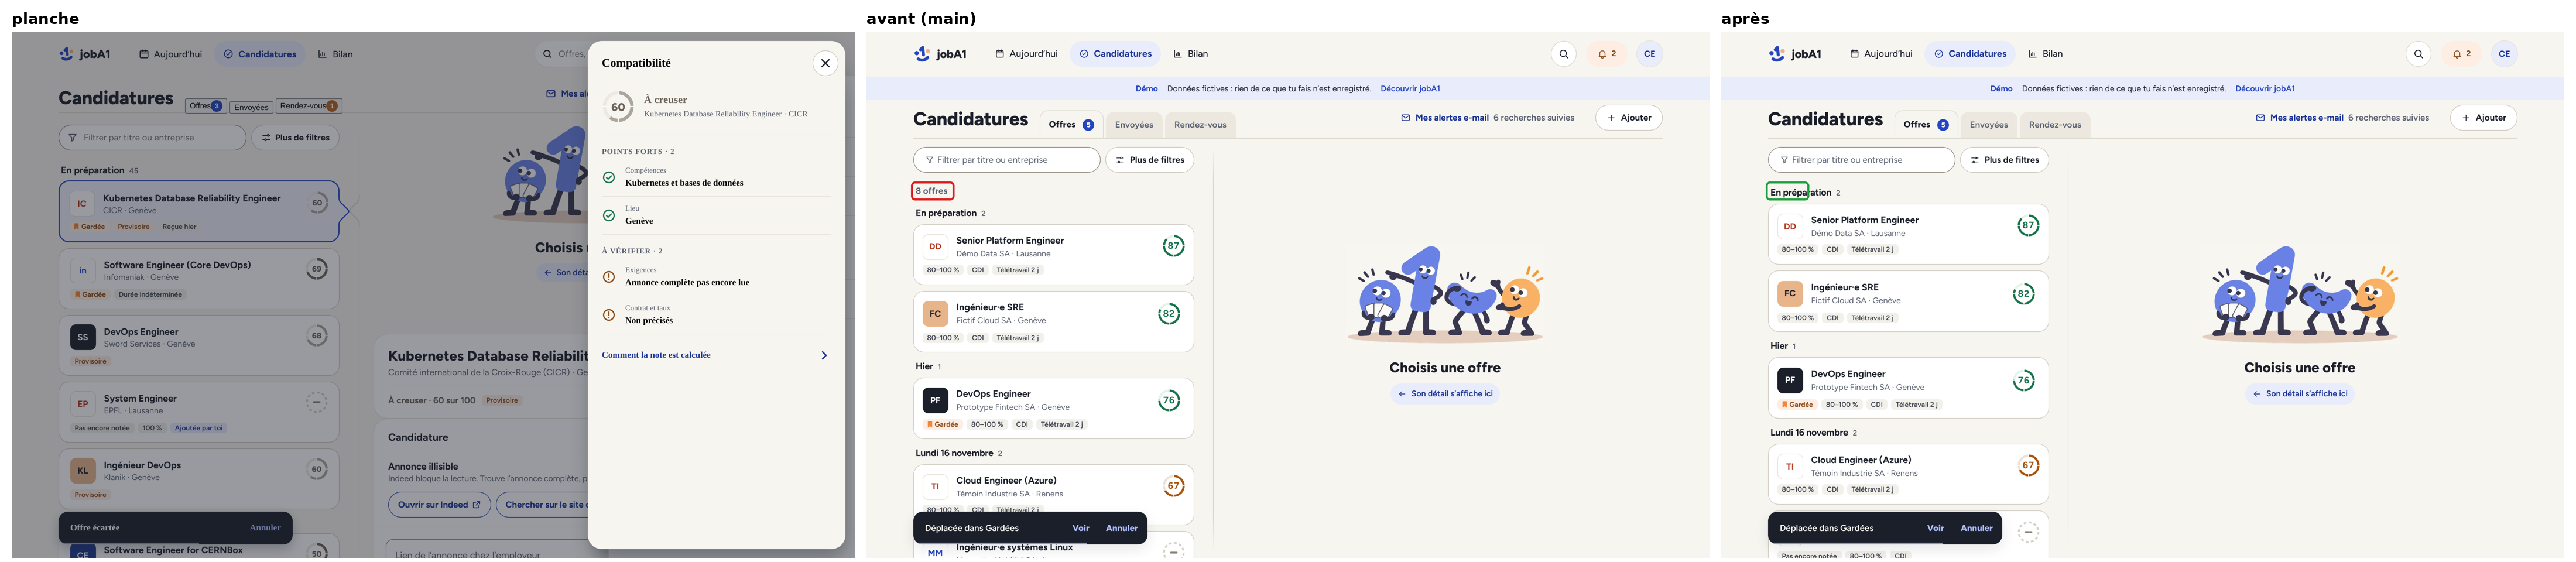 planche
jobA1
Aujourd'hui
Candidatures
Bilan
Offres,
Candidatures
Offres 3
Envoyées
Rendez-vous 1
Mes al
Filtrer par titre ou entreprise
Plus de filtres
En préparation 45
IC
Kubernetes Database Reliability Engineer
CICR · Genève
60
Gardée
Provisoire
Reçue hier
in
Software Engineer (Core DevOps)
Infomaniak · Genève
69
Gardée
Durée indéterminée
SS
DevOps Engineer
Sword Services · Genève
68
Provisoire
EP
System Engineer
EPFL · Lausanne
Pas encore notée
100 %
Ajoutée par toi
KL
Ingénieur DevOps
Klanik · Genève
60
Provisoire
Offre écartée
Annuler
CE
Software Engineer for CERNBox
50
Choisis u
← Son déta
Kubernetes Database Reliabilit
Comité international de la Croix-Rouge (CICR) · Ge
À creuser · 60 sur 100
Provisoire
Candidature
Annonce illisible
Indeed bloque la lecture. Trouve l'annonce complète, p
Ouvrir sur Indeed
Chercher sur le site
Lien de l'annonce chez l'employeur
Compatibilité
60
À creuser
Kubernetes Database Reliability Engineer · CICR
POINTS FORTS · 2
Compétences
Kubernetes et bases de données
Lieu
Genève
À VÉRIFIER · 2
Exigences
Annonce complète pas encore lue
Contrat et taux
Non précisés
Comment la note est calculée
avant (main)
jobA1
Aujourd'hui
Candidatures
Bilan
2
CE
Démo Données fictives : rien de ce que tu fais n'est enregistré. Découvrir jobA1
Candidatures
Offres 5
Envoyées
Rendez-vous
Mes alertes e-mail 6 recherches suivies
+ Ajouter
Filtrer par titre ou entreprise
Plus de filtres
8 offres
En préparation 2
DD
Senior Platform Engineer
Démo Data SA · Lausanne
87
80–100 %
CDI
Télétravail 2 j
FC
Ingénieur·e SRE
Fictif Cloud SA · Genève
82
80–100 %
CDI
Télétravail 2 j
Hier 1
PF
DevOps Engineer
Prototype Fintech SA · Genève
76
Gardée
80–100 %
CDI
Télétravail 2 j
Lundi 16 novembre 2
TI
Cloud Engineer (Azure)
Témoin Industrie SA · Renens
67
80–100 %
CDI
Télétravail 2 j
Déplacée dans Gardées
Voir
Annuler
MM
Ingénieur·e systèmes Linux
Choisis une offre
← Son détail s'affiche ici
après
jobA1
Aujourd'hui
Candidatures
Bilan
2
CE
Démo Données fictives : rien de ce que tu fais n'est enregistré. Découvrir jobA1
Candidatures
Offres 5
Envoyées
Rendez-vous
Mes alertes e-mail 6 recherches suivies
+ Ajouter
Filtrer par titre ou entreprise
Plus de filtres
En préparation 2
DD
Senior Platform Engineer
Démo Data SA · Lausanne
87
80–100 %
CDI
Télétravail 2 j
FC
Ingénieur·e SRE
Fictif Cloud SA · Genève
82
80–100 %
CDI
Télétravail 2 j
Hier 1
PF
DevOps Engineer
Prototype Fintech SA · Genève
76
Gardée
80–100 %
CDI
Télétravail 2 j
Lundi 16 novembre 2
TI
Cloud Engineer (Azure)
Témoin Industrie SA · Renens
67
80–100 %
CDI
Télétravail 2 j
Déplacée dans Gardées
Voir
Annuler
Pas encore notée
80–100 %
CDI
Choisis une offre
← Son détail s'affiche ici